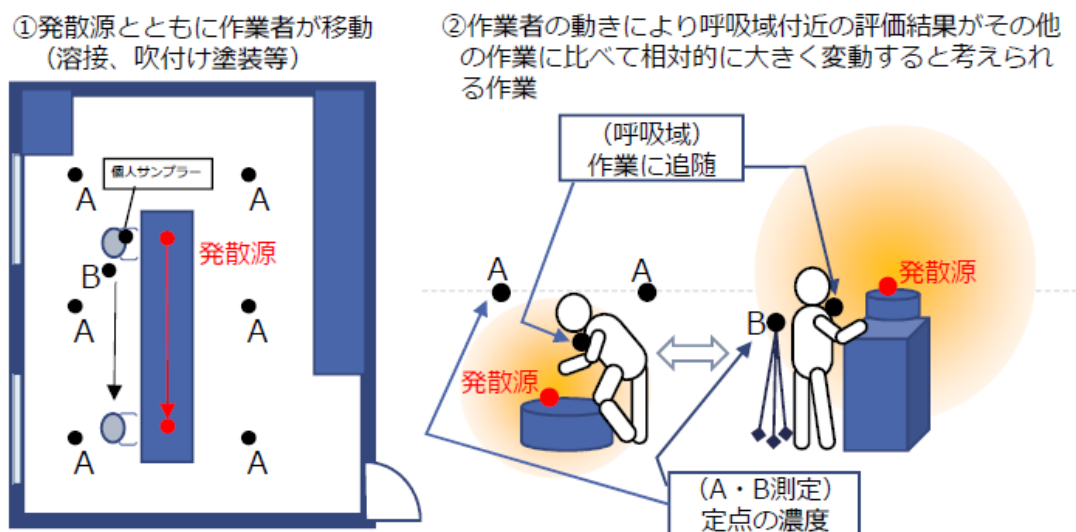 ①発散源とともに作業者が移動
（溶接、吹付け塗装等）
個人サンプラー
A
A
発散源
B
A
A
A
A
②作業者の動きにより呼吸域付近の評価結果がその他
の作業に比べて相対的に大きく変動すると考えられ
る作業
（呼吸域）
作業に追随
A
A
発散源
B
発散源
（A・B測定）
定点の濃度